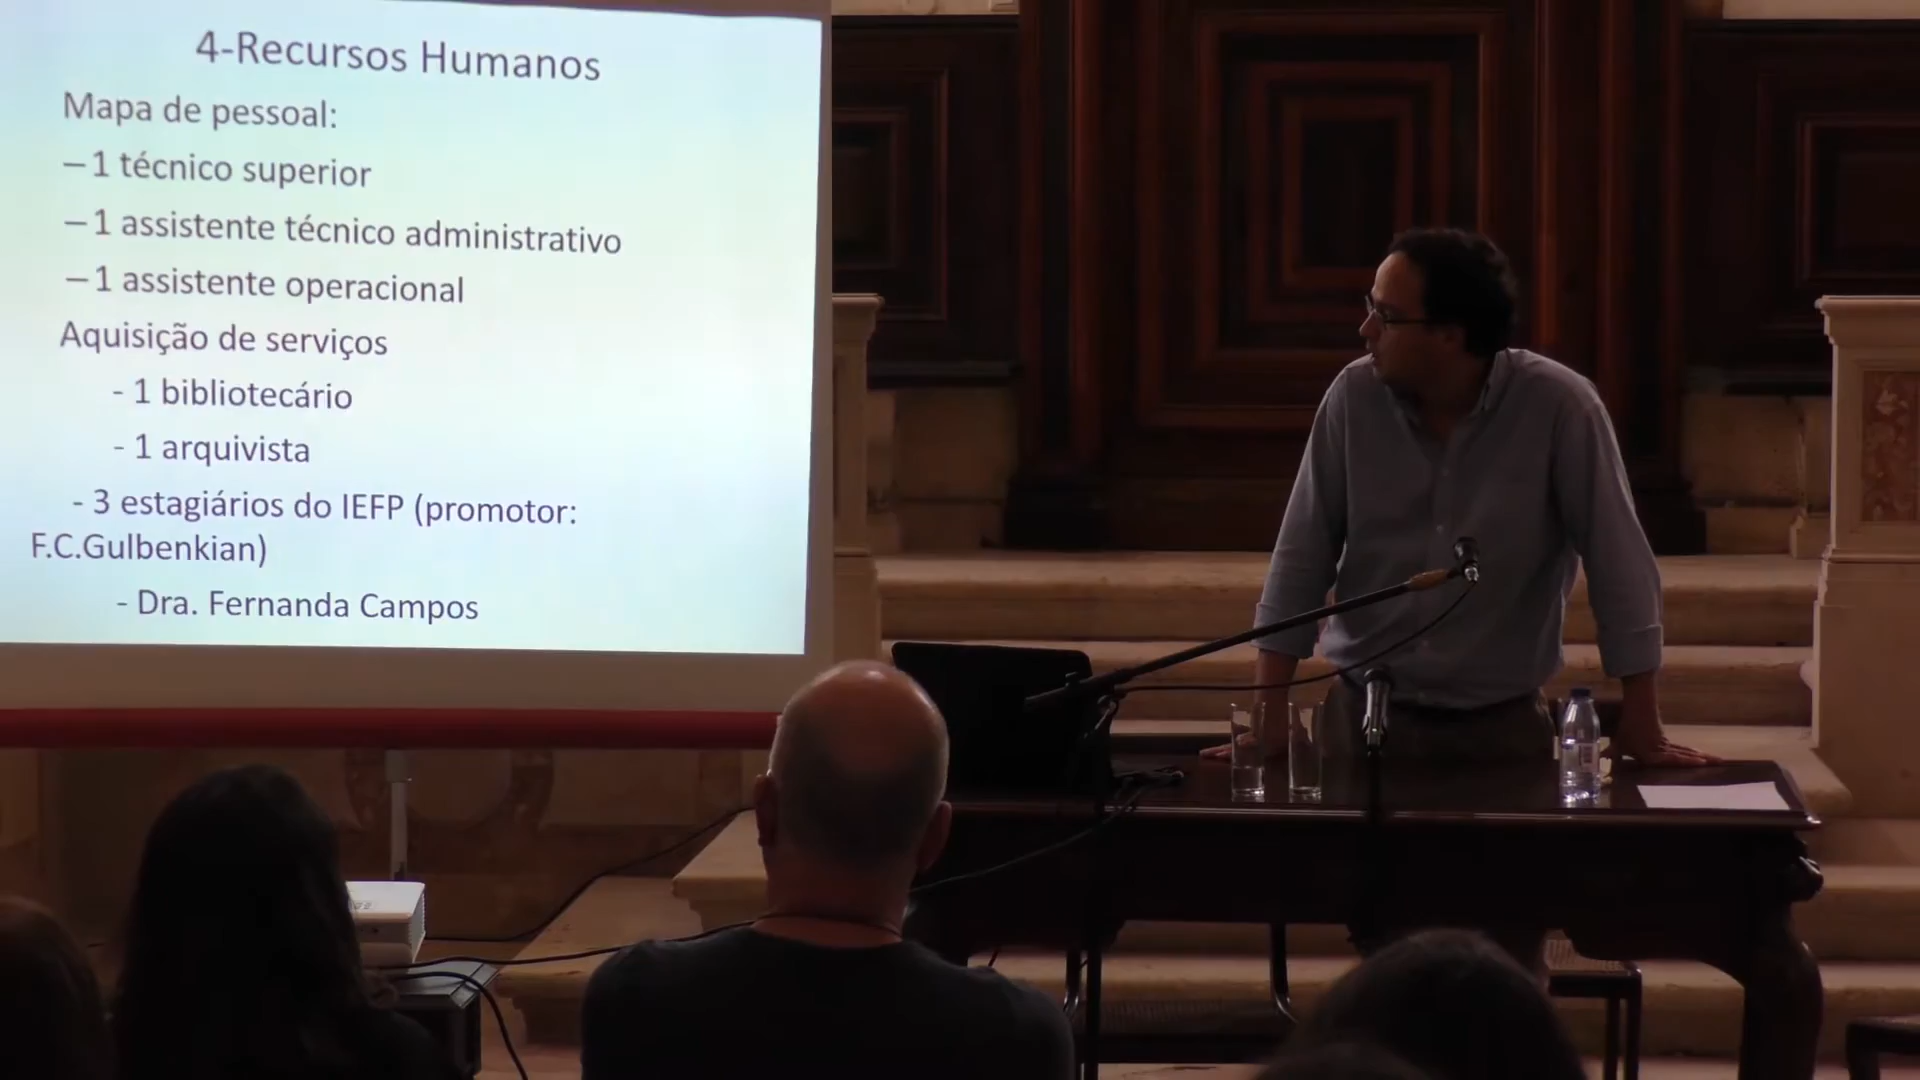 4-Recursos Humanos
Mapa de pessoal:
– 1 técnico superior
– 1 assistente técnico administrativo
– 1 assistente operacional
Aquisição de serviços
- 1 bibliotecário
- 1 arquivista
- 3 estagiários do IEFP (promotor:
F.C.Gulbenkian)
- Dra. Fernanda Campos